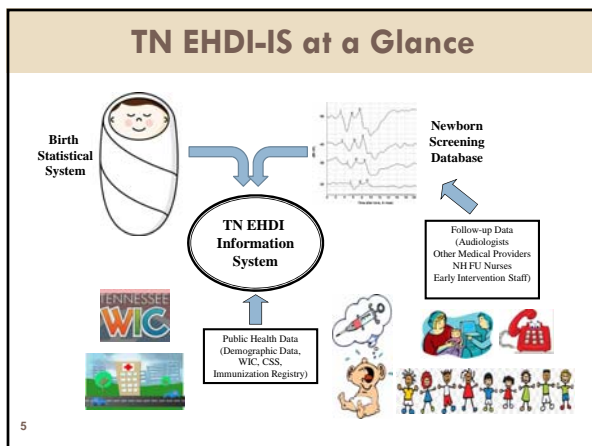 TN EHDI-IS at a Glance
Birth
Statistical
System
Newborn
Screening
Database
TN EHDI
Information
System
Follow-up Data
(Audiologists
Other Medical Providers
NH FU Nurses
Early Intervention Staff)
TENNESSEE
WIC
Public Health Data
(Demographic Data,
WIC, CSS,
Immunization Registry)
5